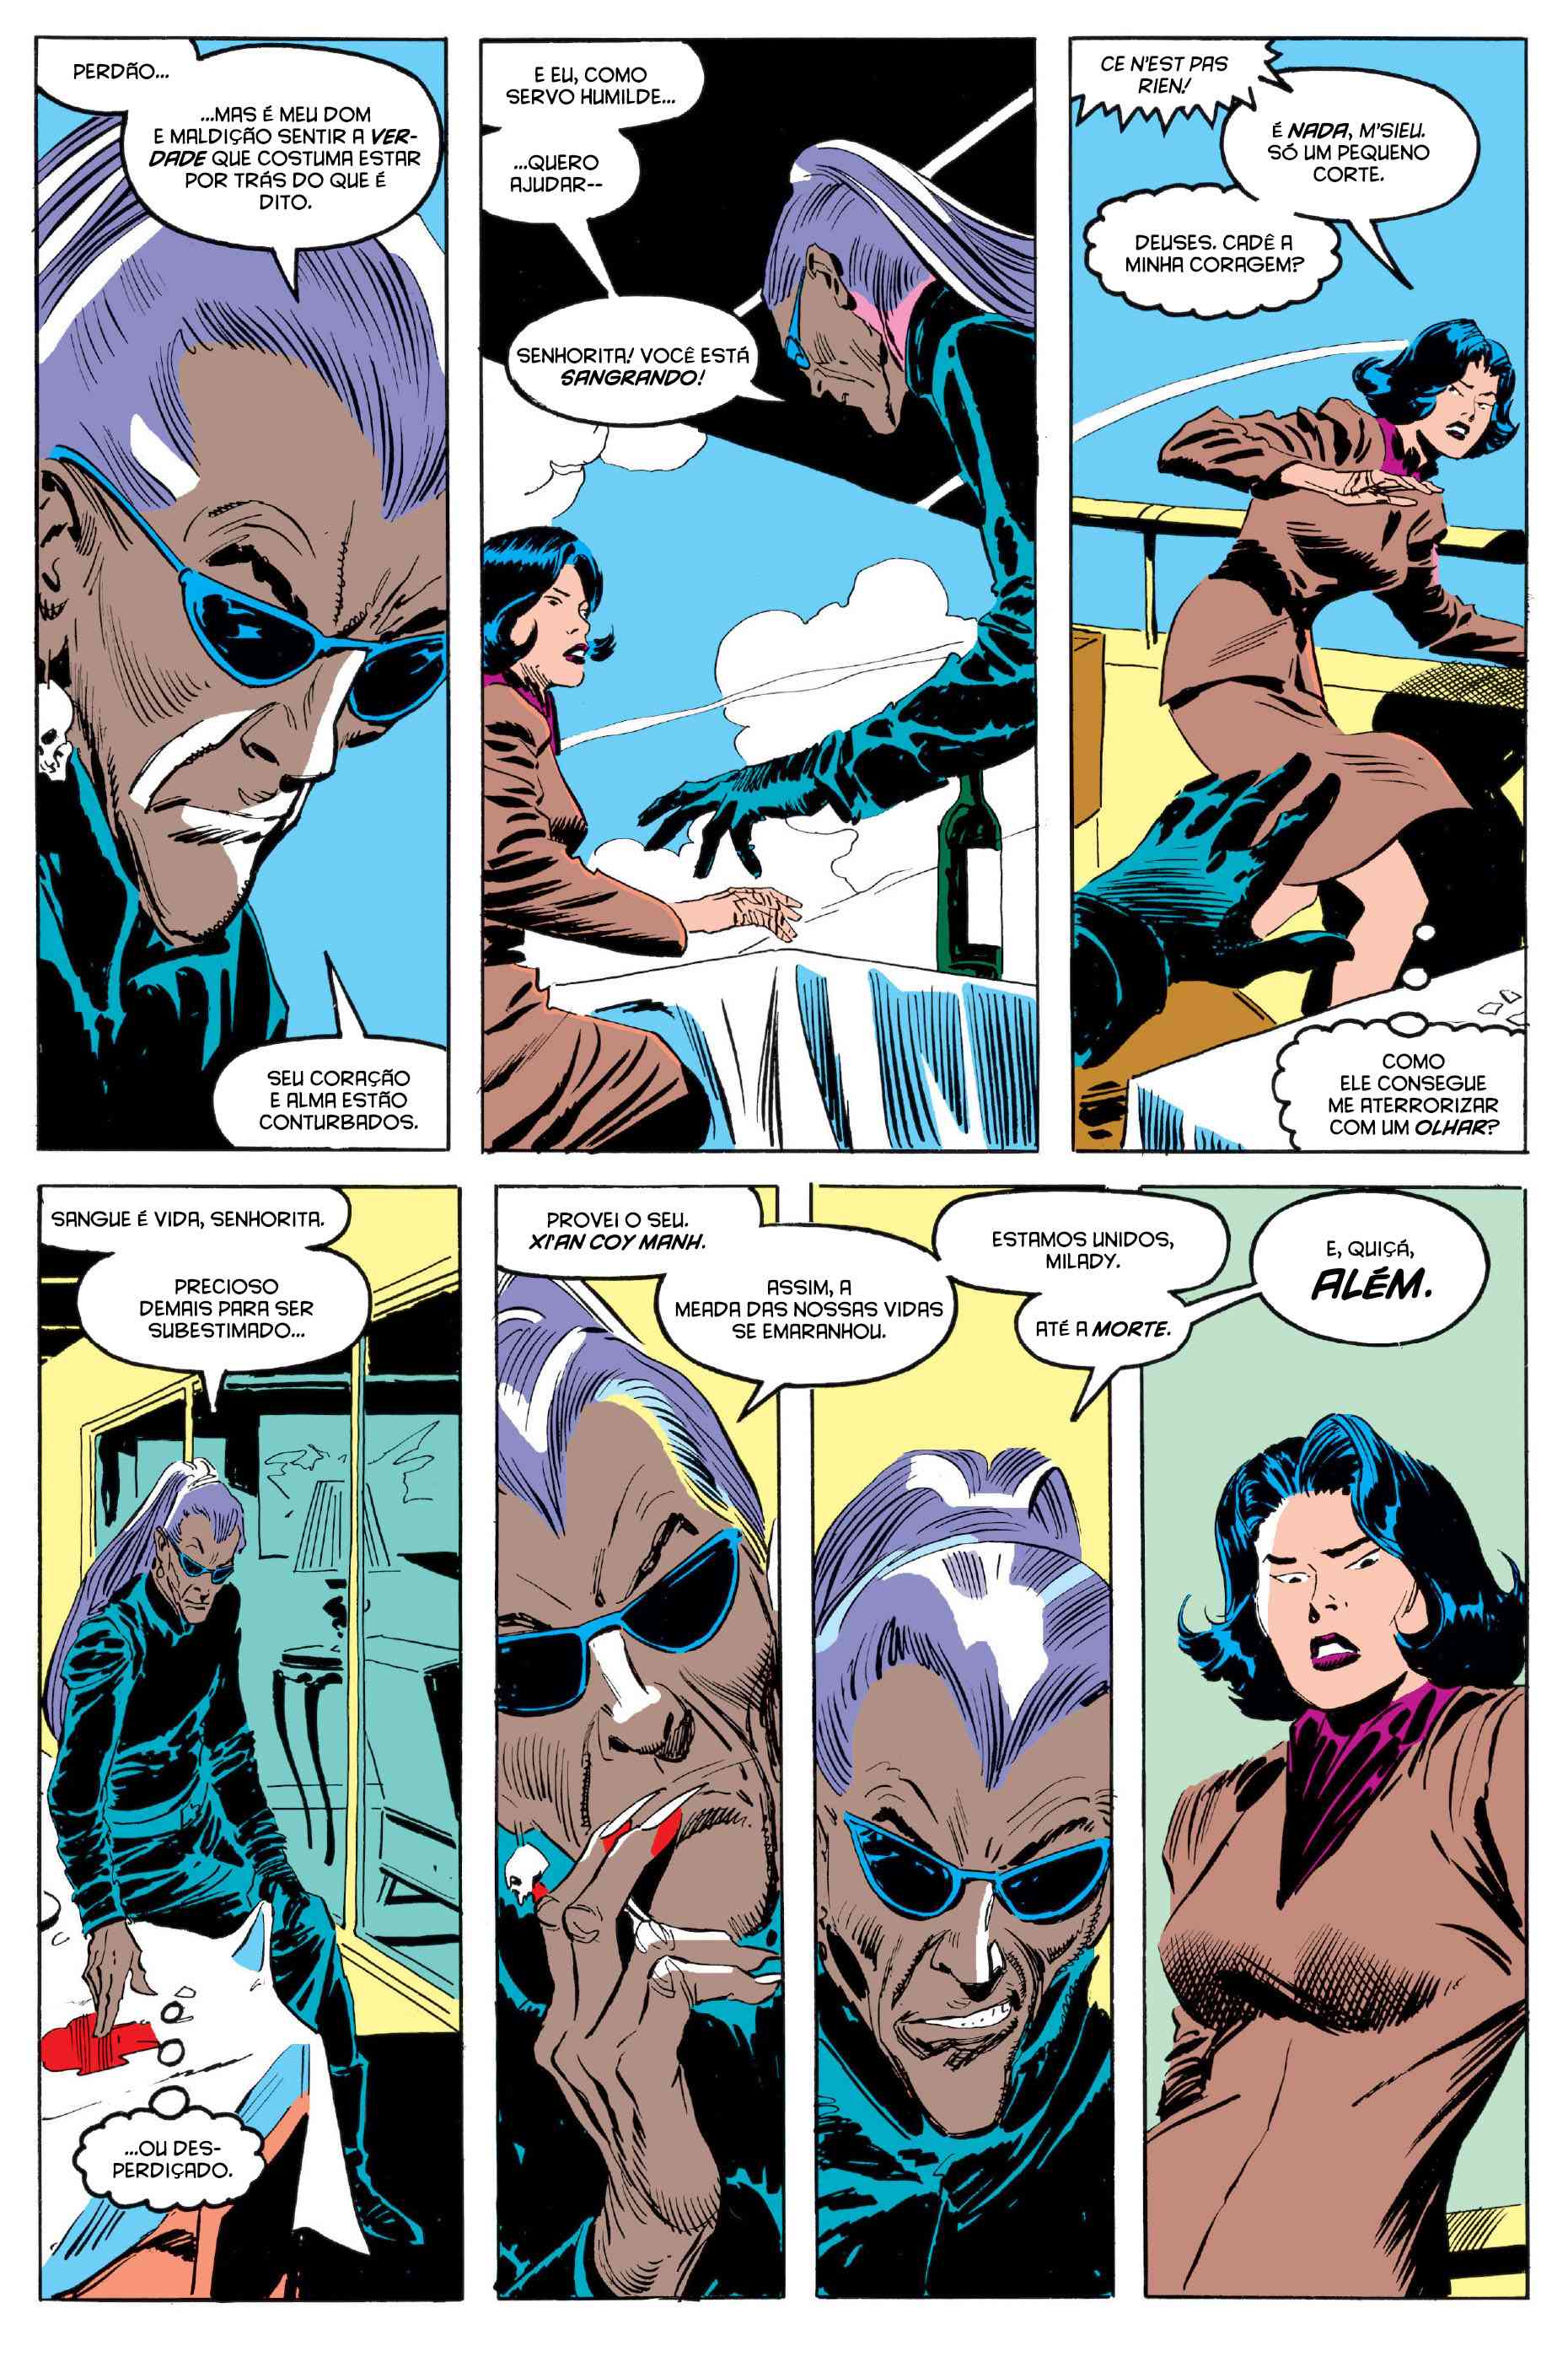 PERDÃO...
...MAS É MEU DOM
E MALDIÇÃO SENTIR A VER-
DADE QUE COSTUMA ESTAR
POR TRÁS DO QUE É
DITO.
SEU CORAÇÃO
E ALMA ESTÃO
CONTURBADOS.
E EU, COMO
SERVO HUMILDE...
...QUERO
AJUDAR--
SENHORITA! VOCÊ ESTÁ
SANGRANDO!
CE N'EST PAS
RIEN!
É NADA, M'SIEU.
SÓ UM PEQUENO
CORTE.
DEUSES. CADÊ A
MINHA CORAGEM?
COMO
ELE CONSEGUE
ME ATERRORIZAR
COM UM OLHAR?
SANGUE É VIDA, SENHORITA.
PRECIOSO
DEMAIS PARA SER
SUBESTIMADO...
...OU DES-
PERDIÇADO.
PROVEI O SEU.
XI'AN COY MANH.
ASSIM, A
MEADA DAS NOSSAS VIDAS
SE EMARANHOU.
ESTAMOS UNIDOS,
MILADY.
ATÉ A MORTE.
E, QUIÇÁ,
ALÉM.